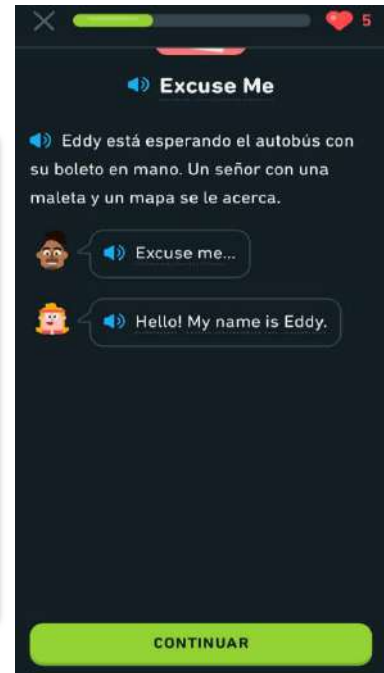 5
Excuse Me
Eddy está esperando el autobús con
su boleto en mano. Un señor con una
maleta y un mapa se le acerca.
Excuse me...
Hello! My name is Eddy.
CONTINUAR